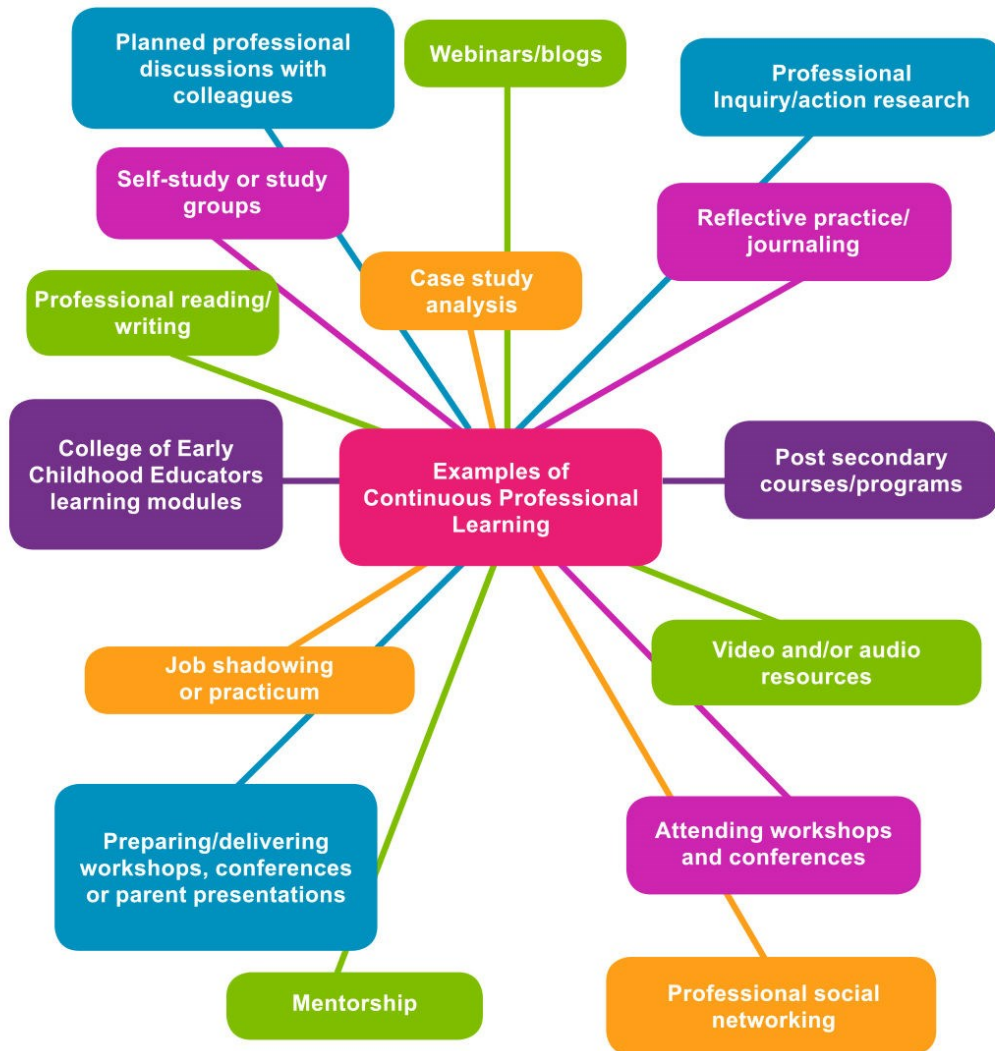 Planned professional
discussions with
colleagues
Webinars/blogs
Professional
Inquiry/action research
Self-study or study
groups
Reflective practice/
journaling
Case study
analysis
Professional reading/
writing
College of Early
Childhood Educators
learning modules
Examples of
Continuous Professional
Learning
Post secondary
courses/programs
Job shadowing
or practicum
Video and/or audio
resources
Preparing/delivering
workshops, conferences
or parent presentations
Attending workshops
and conferences
Mentorship
Professional social
networking